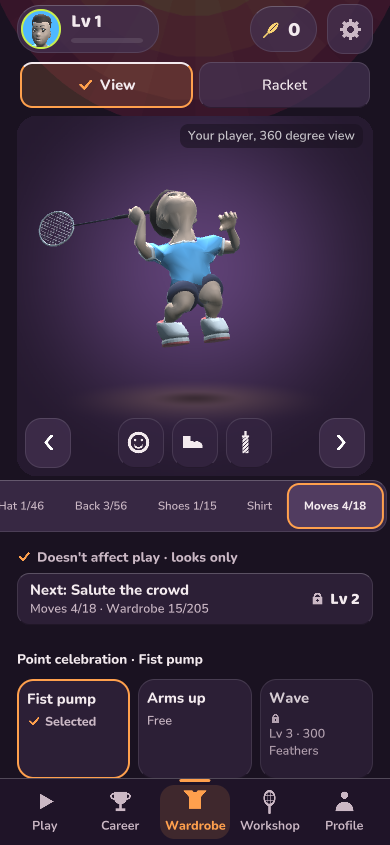 Lv 1
0
View
Racket
Your player, 360 degree view
Hat 1/46
Back 3/56
Shoes 1/15
Shirt
Moves 4/18
Doesn't affect play · looks only
Next: Salute the crowd
Moves 4/18 · Wardrobe 15/205
Lv 2
Point celebration · Fist pump
Fist pump
Selected
Arms up
Free
Wave
Lv 3 · 300
Feathers
Play
Career
Wardrobe
Workshop
Profile